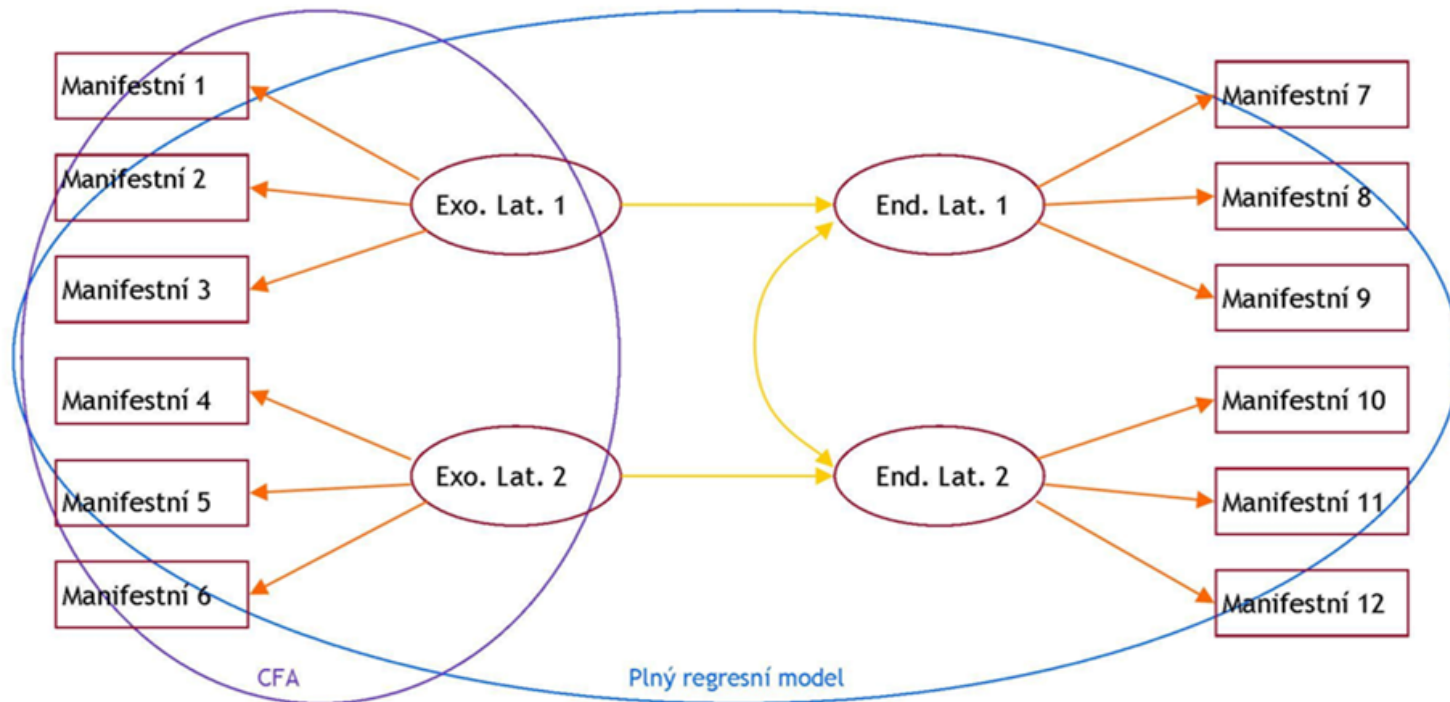 Manifestní 1
Manifestní 2
Manifestní 3
Manifestní 4
Manifestní 5
Manifestní 6
Exo. Lat. 1
Exo. Lat. 2
End. Lat. 1
End. Lat. 2
Manifestní 7
Manifestní 8
Manifestní 9
Manifestní 10
Manifestní 11
Manifestní 12
CFA
Plný regresní model